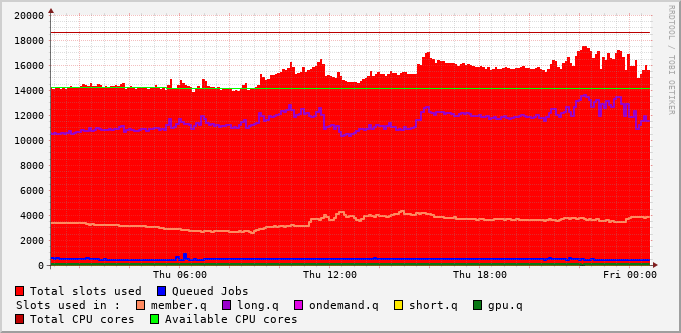 20000
18000
16000
14000
12000
10000
8000
6000
4000
2000
0
Thu 06:00 Thu 12:00 Thu 18:00 Fri 00:00
RRDTOOL / TOBI OETIKER
Total slots used Queued Jobs
Slots used in : member.q long.q ondemand.q short.q gpu.q
Total CPU cores Available CPU cores